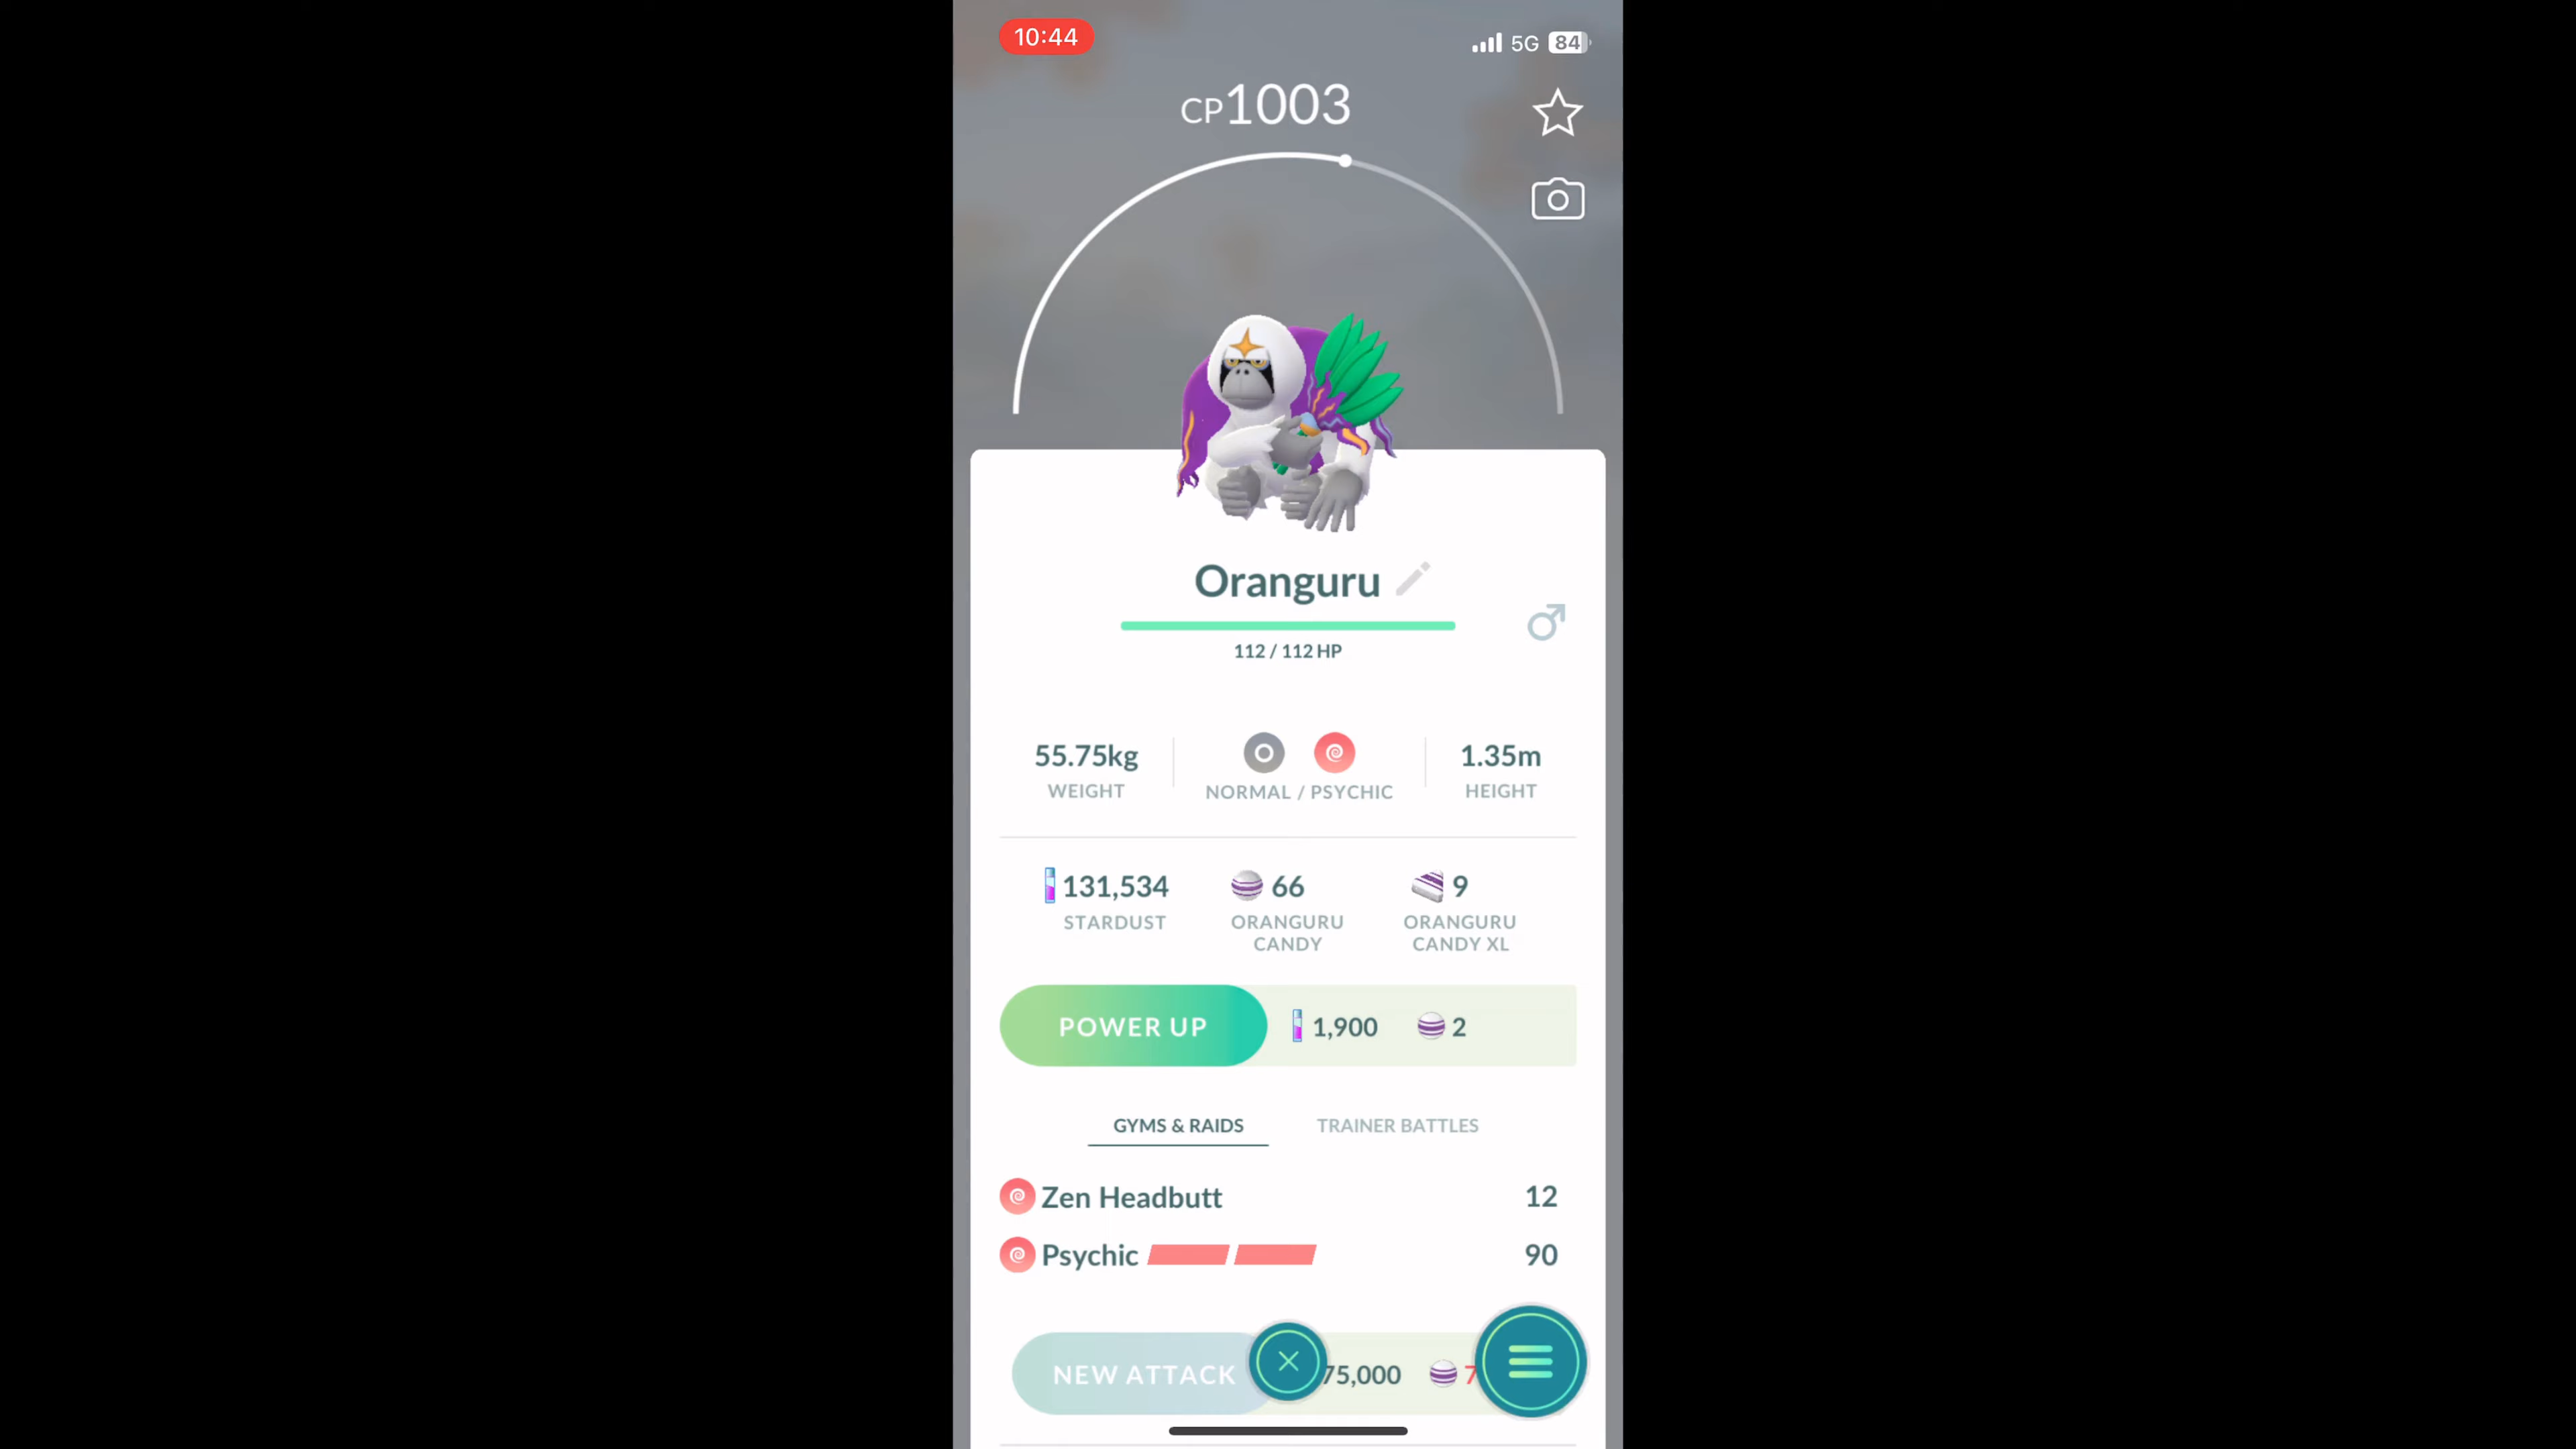 10:44
5G 84
CP1003
Oranguru
112 / 112 HP
55.75kg
WEIGHT
NORMAL / PSYCHIC
1.35m
HEIGHT
131,534
STARDUST
66
ORANGURU
CANDY
9
ORANGURU
CANDY XL
POWER UP 1,900 2
GYMS & RAIDS TRAINER BATTLES
Zen Headbutt 12
Psychic 90
NEW ATTACK 75,000 7